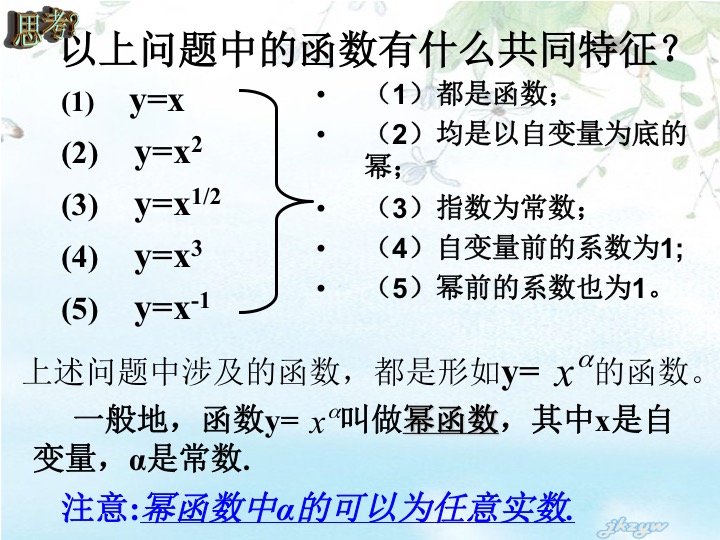 思考?
以上问题中的函数有什么共同特征？
(1) y=x
(2) y=x²
(3) y=x^1/2
(4) y=x³
(5) y=x⁻¹
• （1）都是函数；
• （2）均是以自变量为底的
幂；
• （3）指数为常数；
• （4）自变量前的系数为1;
• （5）幂前的系数也为1。
上述问题中涉及的函数，都是形如y= x^α的函数。
一般地，函数y= x^α叫做幂函数，其中x是自
变量，α是常数.
注意:幂函数中α的可以为任意实数.
jkzyw